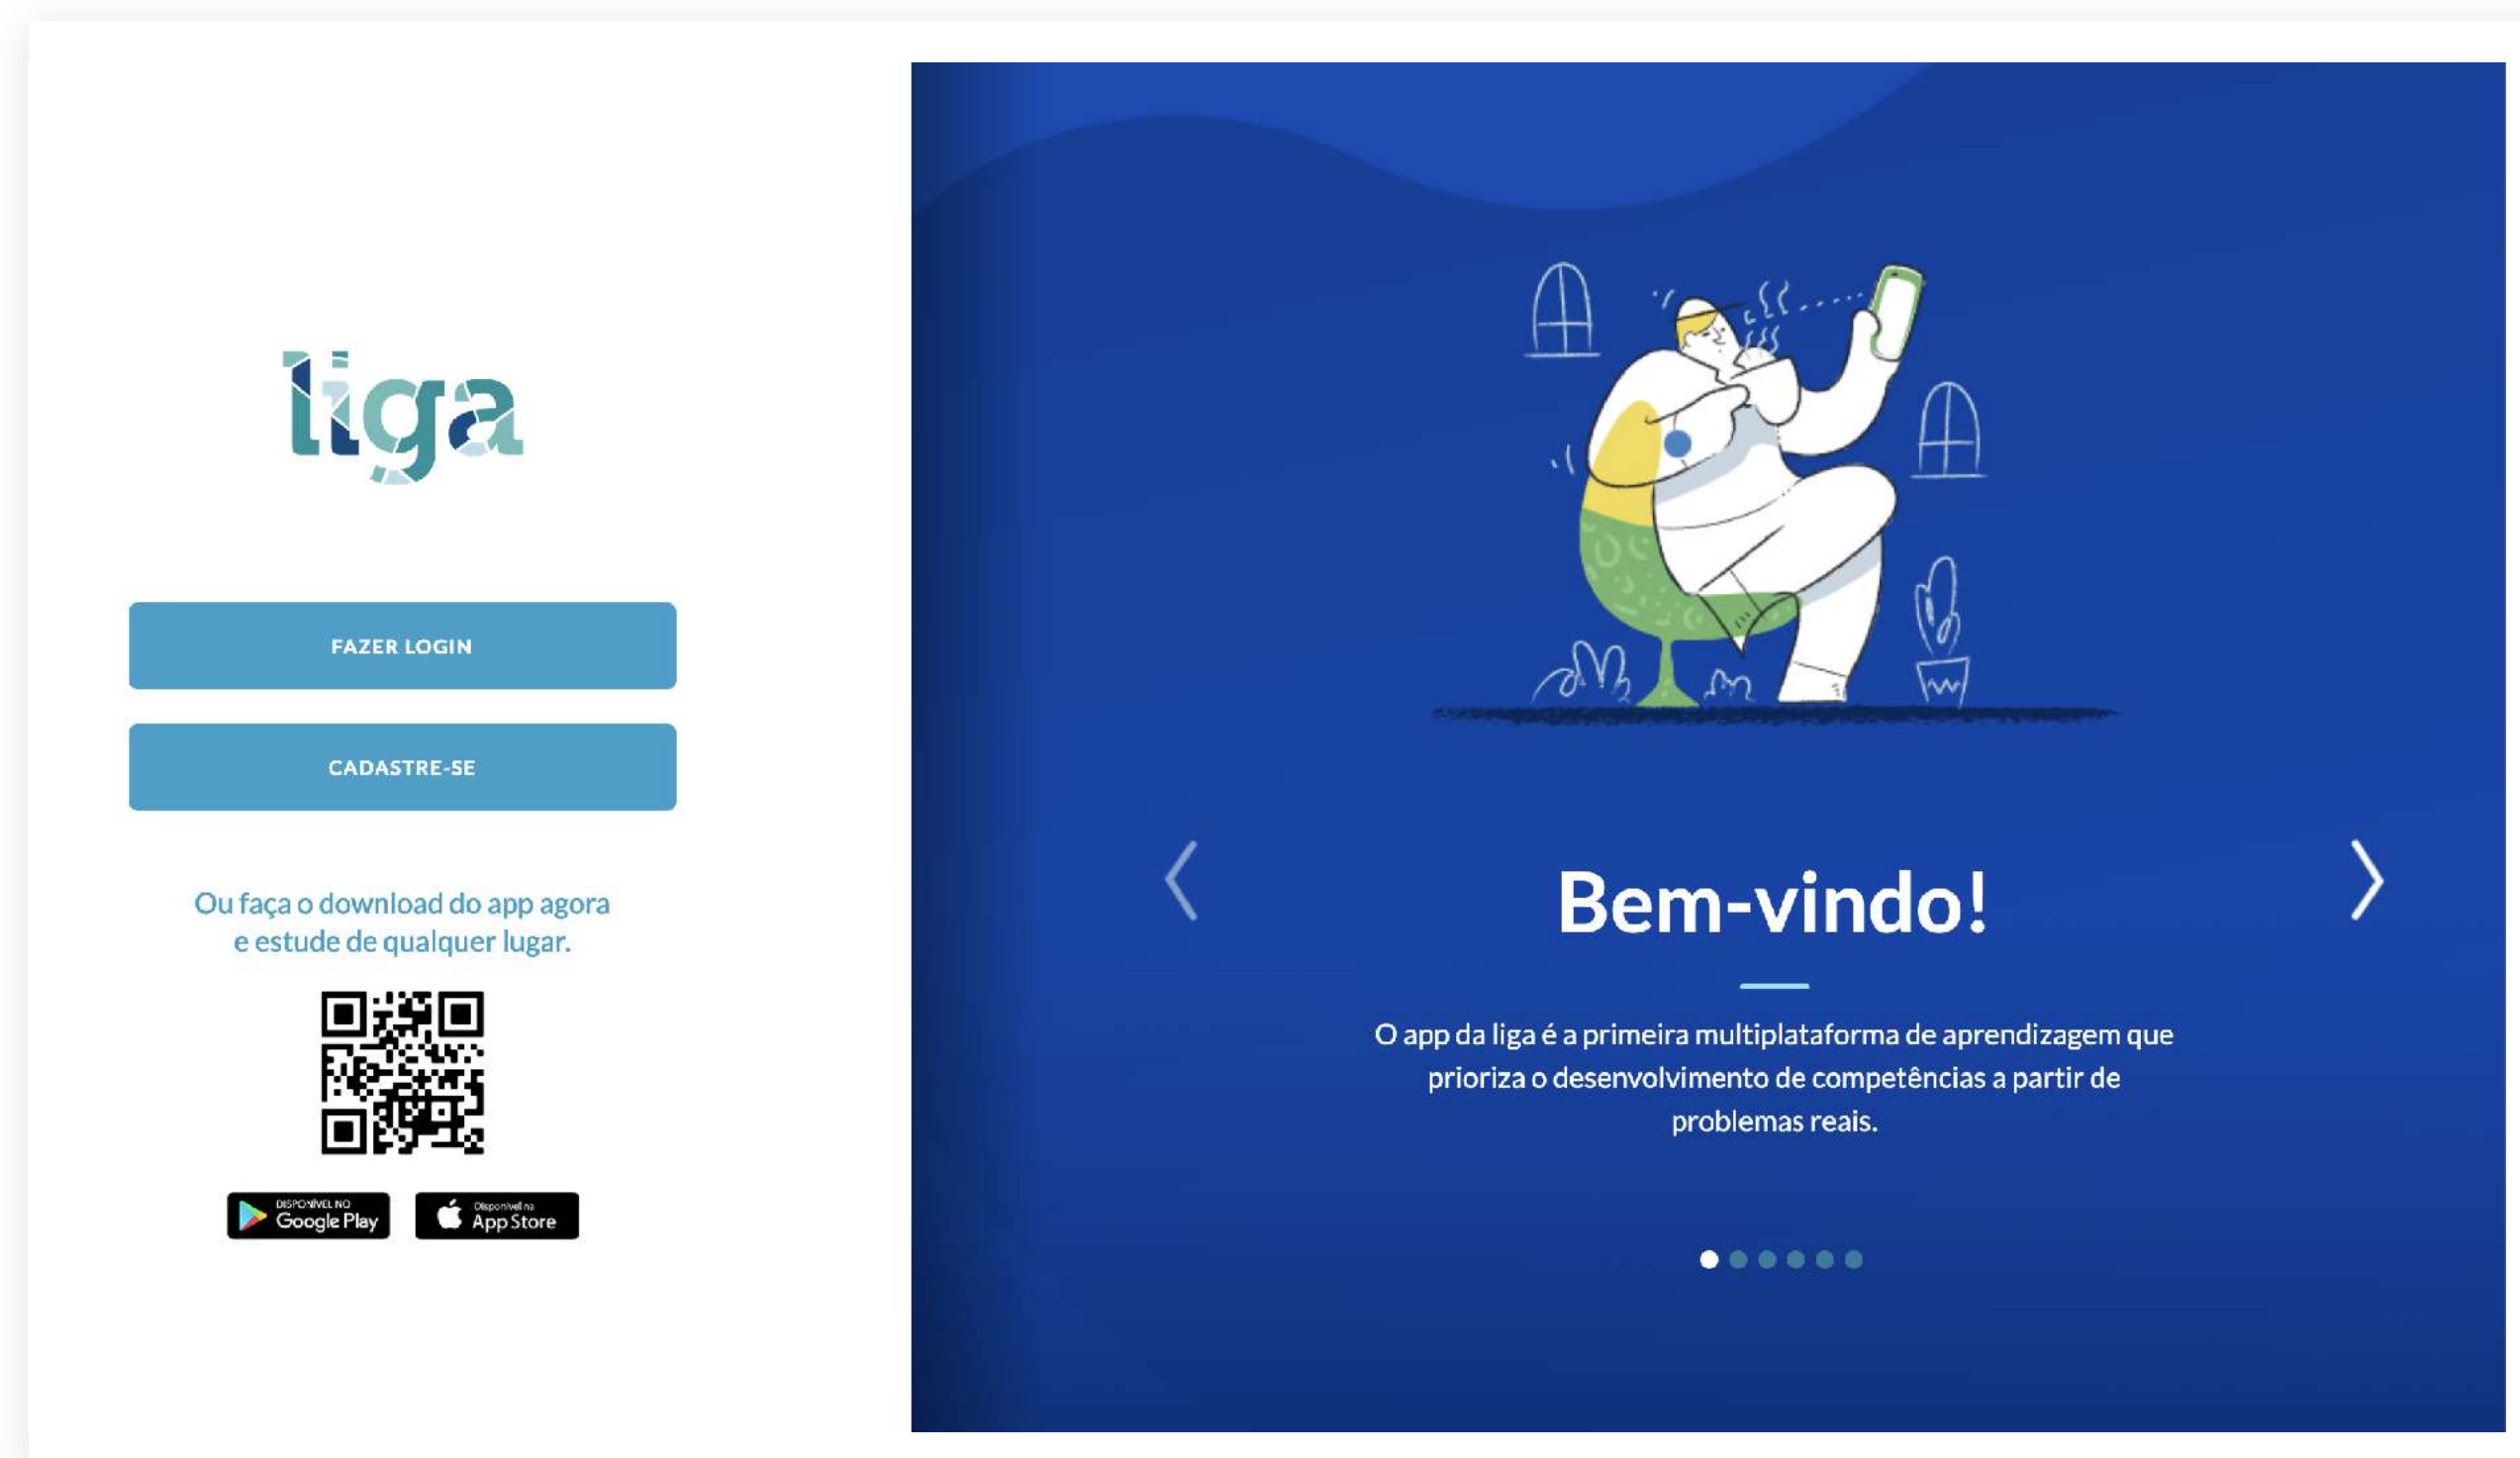 liga
FAZER LOGIN
CADASTRE-SE
Ou faça o download do app agora
e estude de qualquer lugar.
DISPONÍVEL NO
Google Play
Disponível na
App Store
Bem-vindo!
O app da liga é a primeira multiplataforma de aprendizagem que
prioriza o desenvolvimento de competências a partir de
problemas reais.